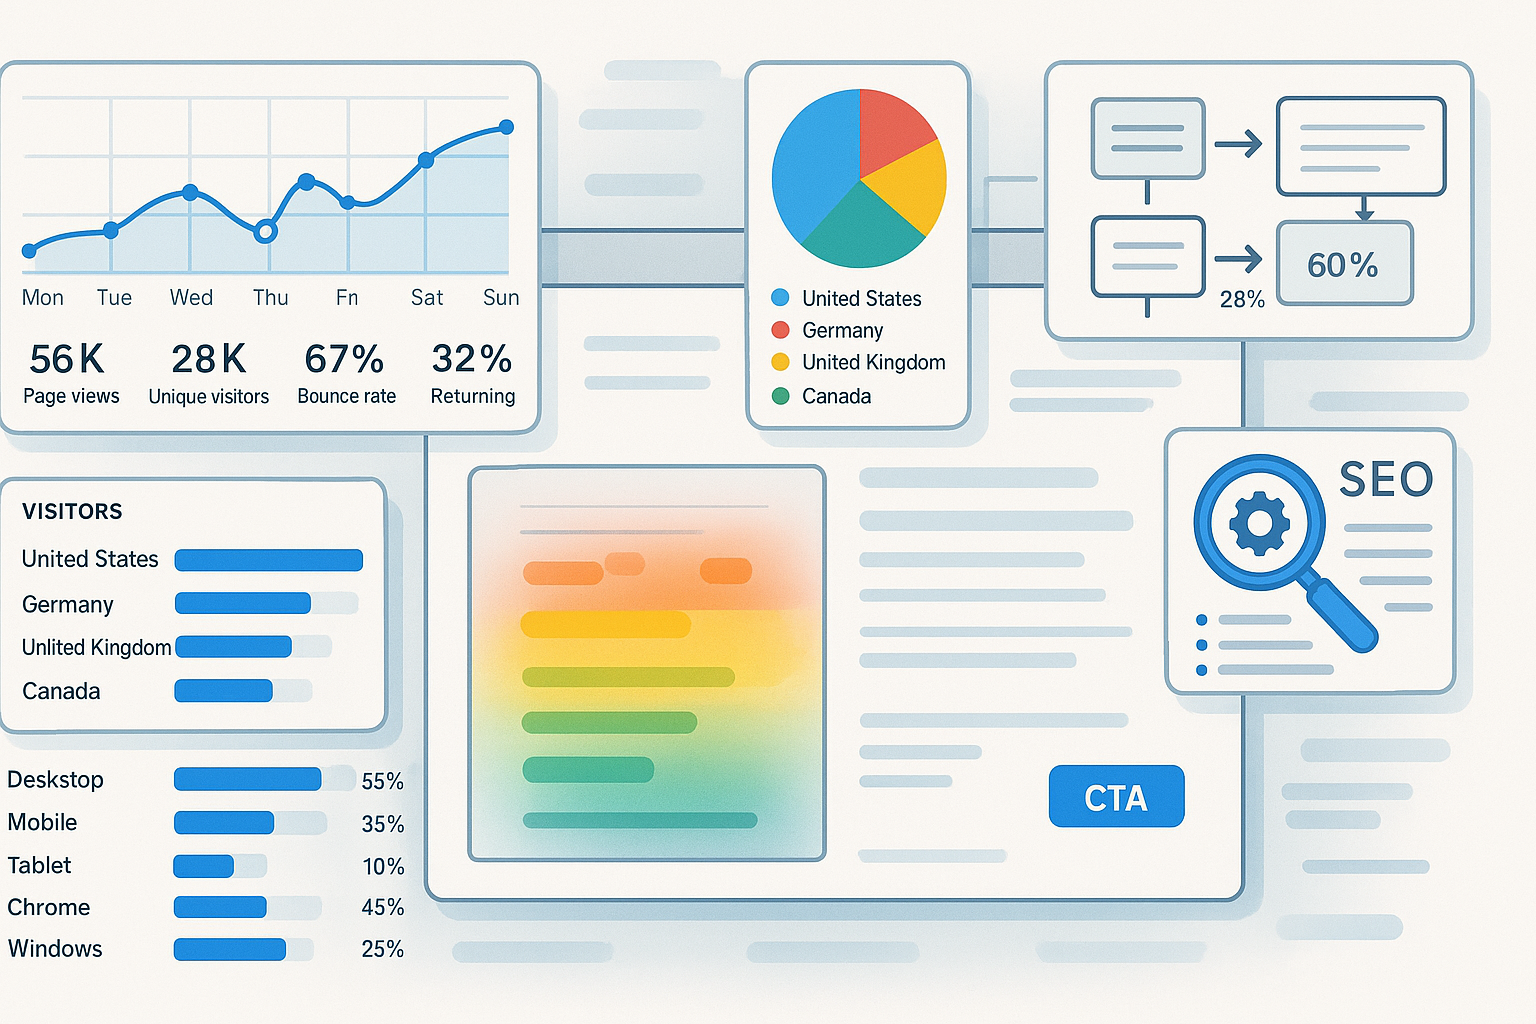 Mon Tue Wed Thu Fn Sat Sun
56K 28K 67% 32%
Page views Unique visitors Bounce rate Returning
United States
Germany
United Kingdom
Canada
60%
28%
SEO
VISITORS
United States
Germany
Unlited Kingdom
Canada
Deskstop 55%
Mobile 35%
Tablet 10%
Chrome 45%
Windows 25%
CTA